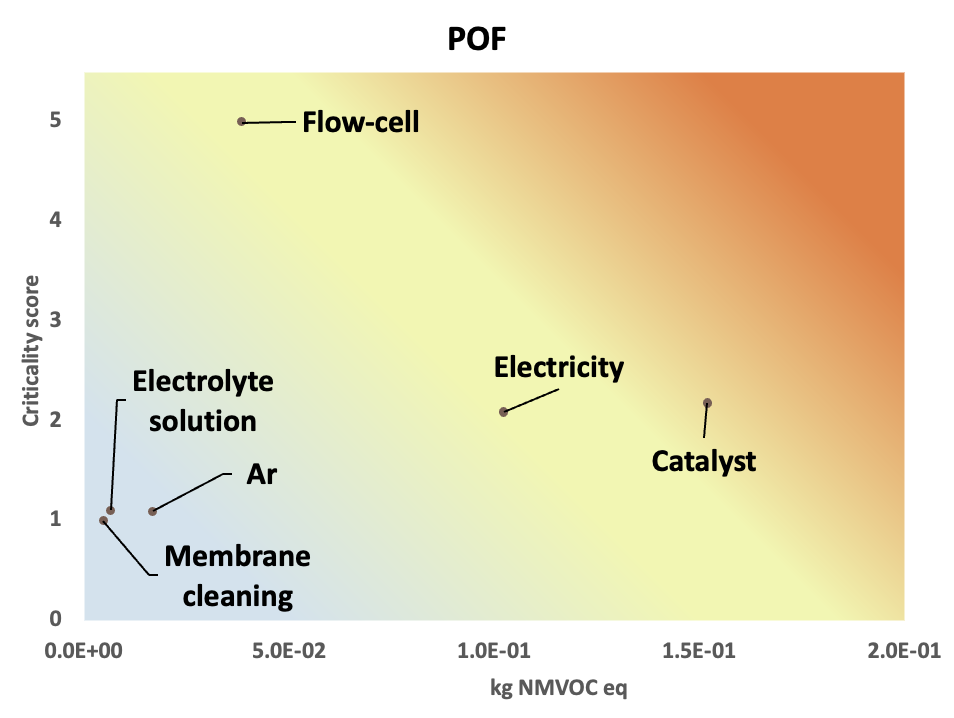 POF
Criticality score
5
4
3
2
1
0
Flow-cell
Electricity
Electrolyte
solution
Catalyst
Ar
Membrane
cleaning
0.0E+00
5.0E-02
1.0E-01
1.5E-01
2.0E-01
kg NMVOC eq